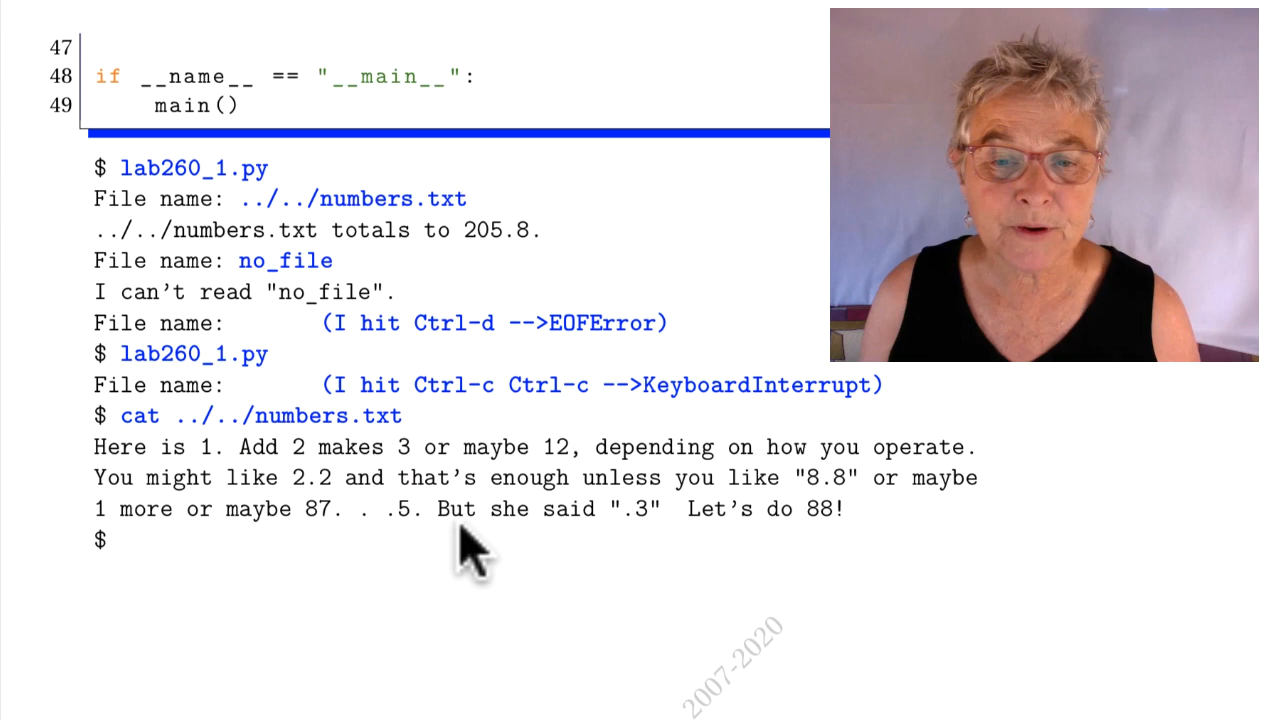 47
48 if __name__ == "__main__":
49 main()
$ lab260_1.py
File name: ../../numbers.txt
../../numbers.txt totals to 205.8.
File name: no_file
I can't read "no_file".
File name: (I hit Ctrl-d -->EOFError)
$ lab260_1.py
File name: (I hit Ctrl-c Ctrl-c -->KeyboardInterrupt)
$ cat ../../numbers.txt
Here is 1. Add 2 makes 3 or maybe 12, depending on how you operate.
You might like 2.2 and that's enough unless you like "8.8" or maybe
1 more or maybe 87. . .5. But she said ".3" Let's do 88!
$
2007-2020